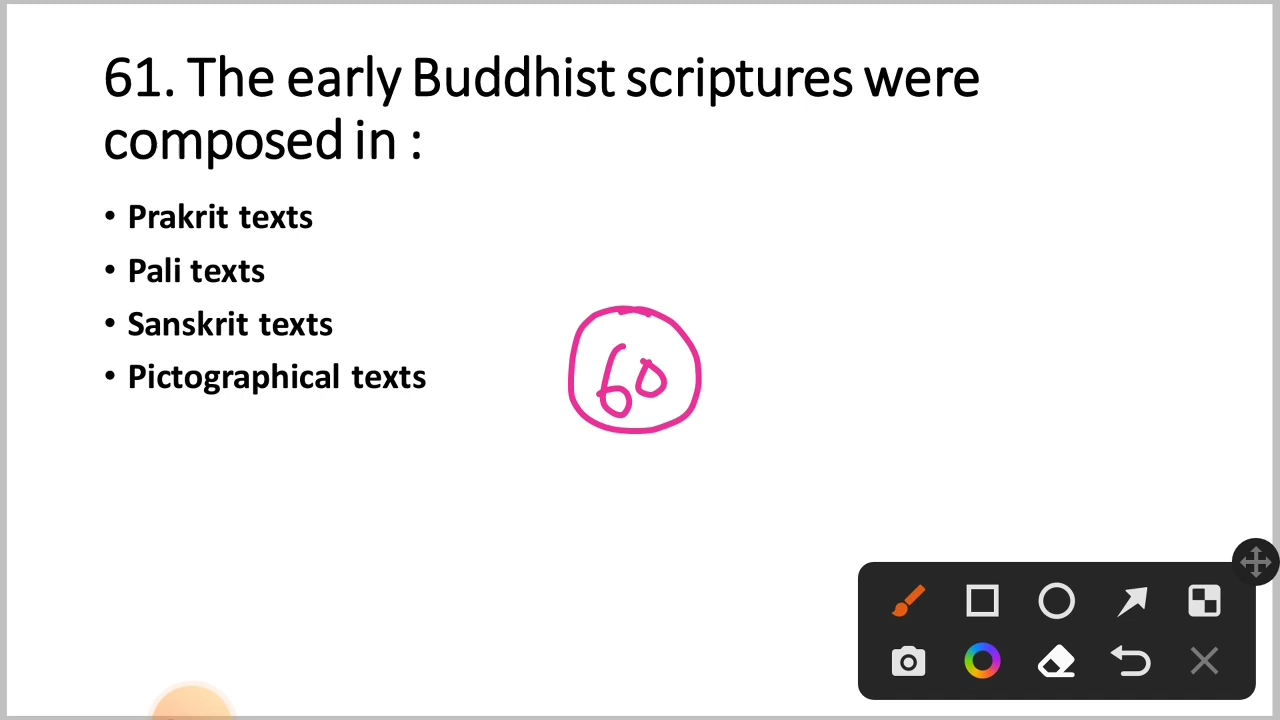 61. The early Buddhist scriptures were
composed in :
• Prakrit texts
• Pali texts
• Sanskrit texts
• Pictographical texts
60